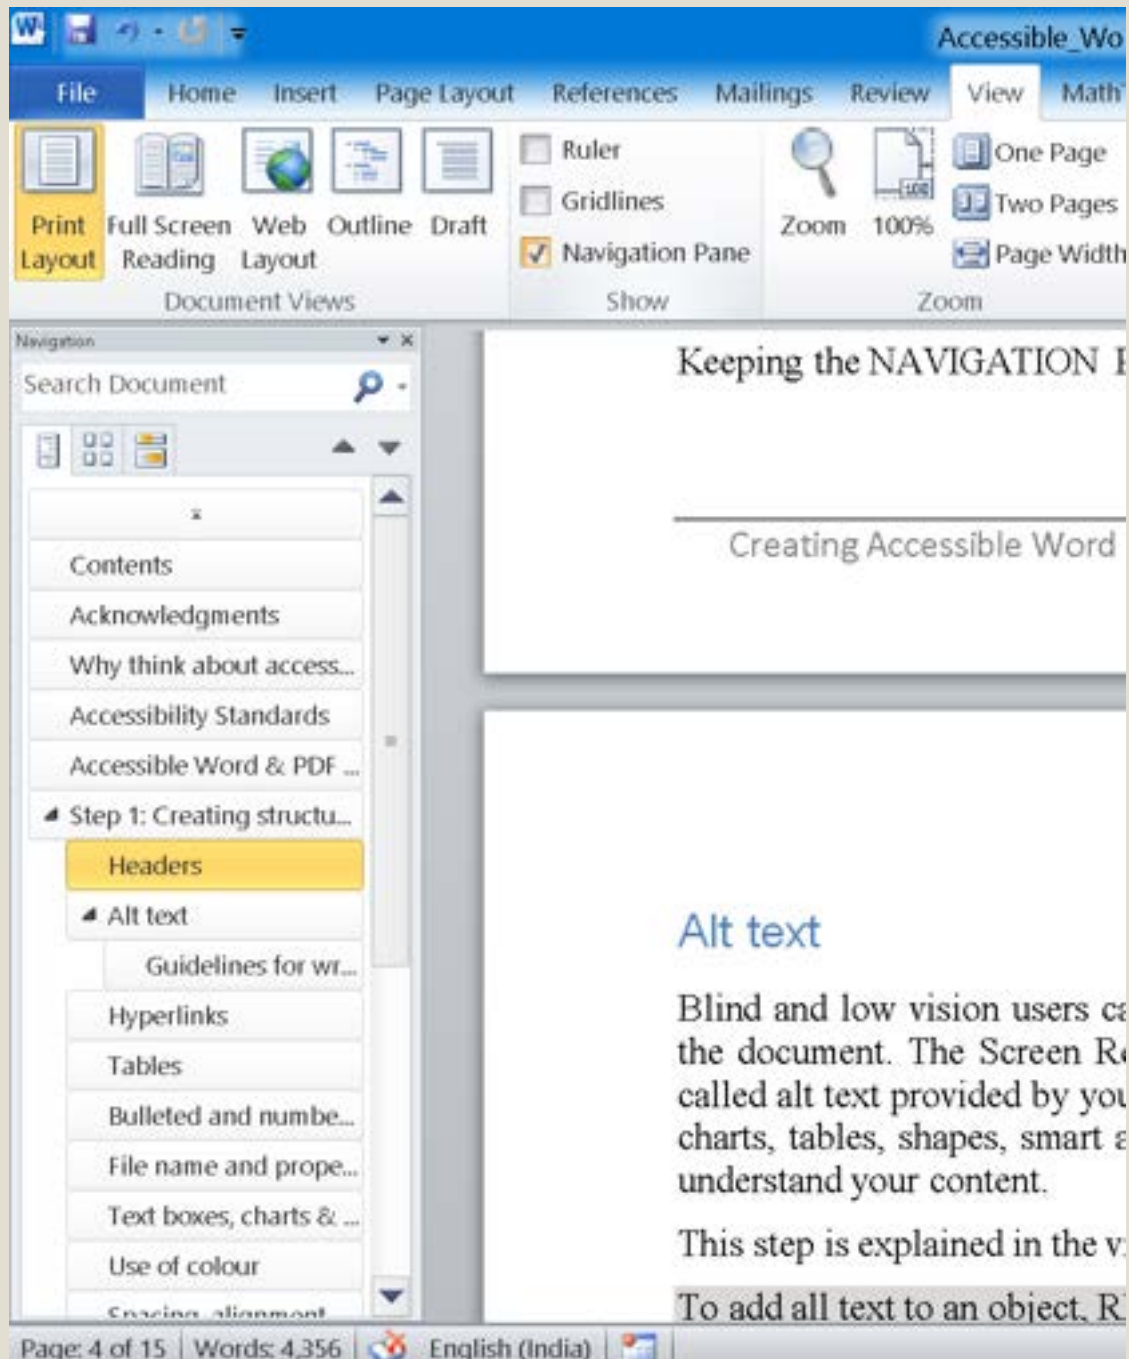 W
Accessible_Wo
File Home Insert Page Layout References Mailings Review View Math
Print Layout
Full Screen Reading
Web Layout
Outline
Draft
Document Views
Ruler
Gridlines
Navigation Pane
Show
Zoom
100
100%
One Page
Two Pages
Page Width
Zoom
Navigation
Search Document
Contents
Acknowledgments
Why think about access...
Accessibility Standards
Accessible Word & PDF ...
Step 1: Creating structu...
Headers
Alt text
Guidelines for wr...
Hyperlinks
Tables
Bulleted and numbe...
File name and prope...
Text boxes, charts & ...
Use of colour
Spacing, alignment
Keeping the NAVIGATION
Creating Accessible Word
Alt text
Blind and low vision users ca
the document. The Screen Re
called alt text provided by you
charts, tables, shapes, smart a
understand your content.
This step is explained in the v
To add all text to an object, R
Page: 4 of 15 Words: 4,356 English (India)